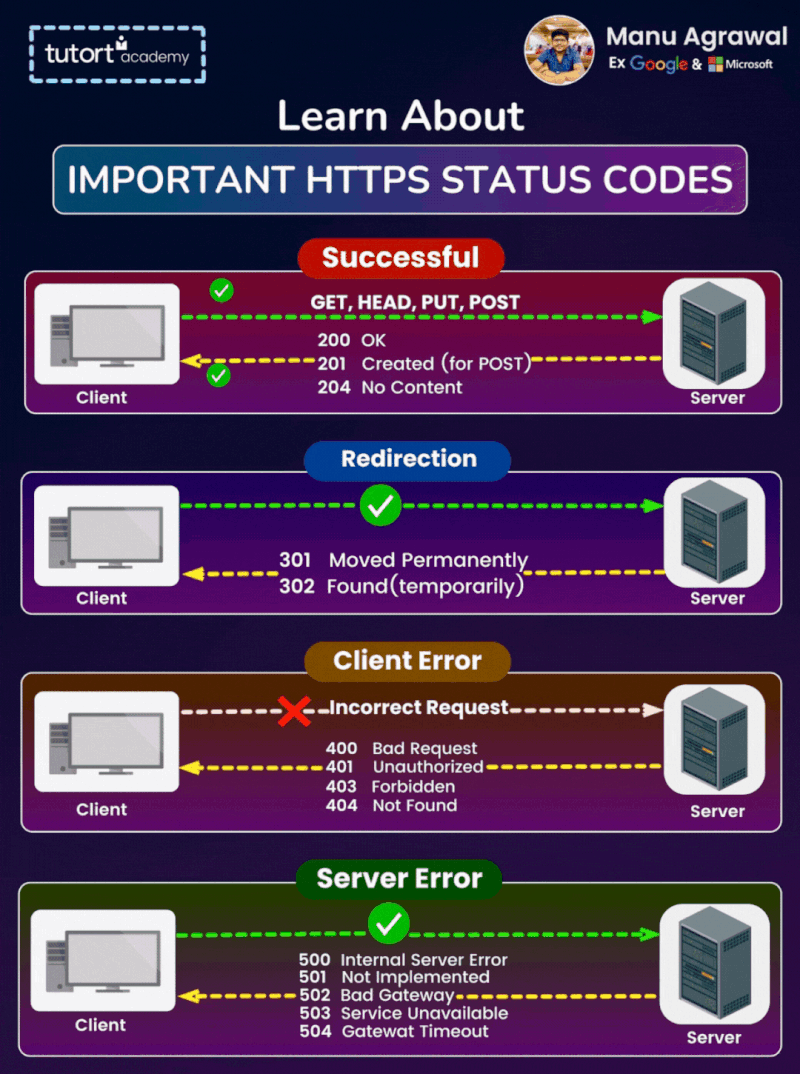 tutort academy
Manu Agrawal
Ex Google & Microsoft
Learn About
IMPORTANT HTTPS STATUS CODES
Successful
GET, HEAD, PUT, POST
200 OK
201 Created (for POST)
204 No Content
Client
Server
Redirection
301 Moved Permanently
302 Found(temporarily)
Client
Server
Client Error
Incorrect Request
400 Bad Request
401 Unauthorized
403 Forbidden
404 Not Found
Client
Server
Server Error
500 Internal Server Error
501 Not Implemented
502 Bad Gateway
503 Service Unavailable
504 Gatewat Timeout
Client
Server